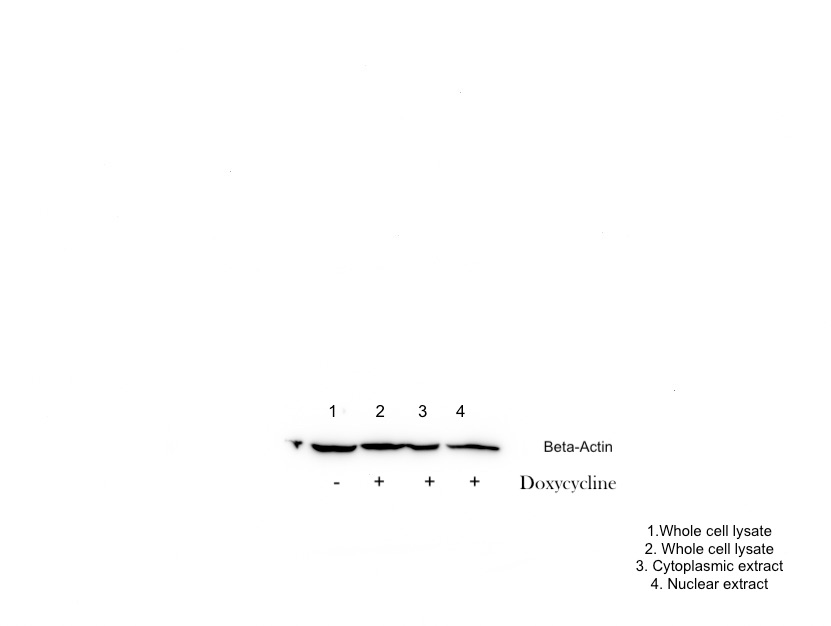 1 2 3 4
Beta-Actin
- + + + Doxycycline
1.Whole cell lysate
2. Whole cell lysate
3. Cytoplasmic extract
4. Nuclear extract